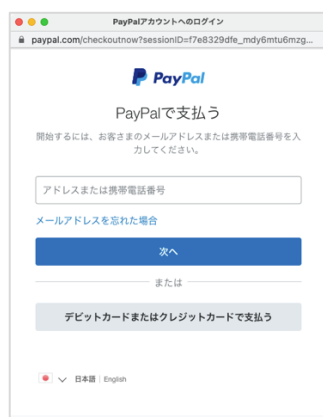 PayPalアカウントへのログイン
paypal.com/checkoutnow?sessionID=f7e8329dfe_mdy6mtu6mzg...
PayPal
PayPalで支払う
開始するには、お客さまのメールアドレスまたは携帯電話番号を入
力してください。
アドレスまたは携帯電話番号
メールアドレスを忘れた場合
次へ
または
デビットカードまたはクレジットカードで支払う
日本語 | English